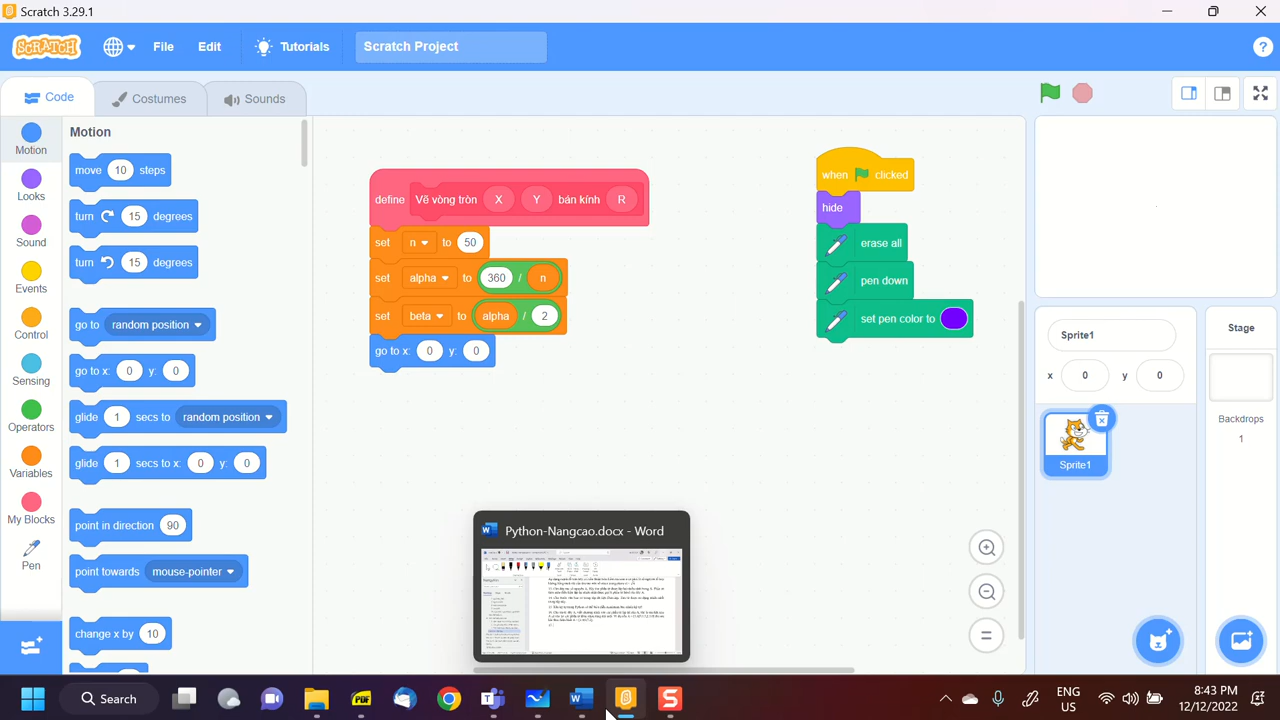 Scratch 3.29.1
SCRATCH File Edit Tutorials Scratch Project ?
Code Costumes Sounds
Motion
Looks
Sound
Events
Control
Sensing
Operators
Variables
My Blocks
Pen
Motion
move 10 steps
turn 15 degrees
turn 15 degrees
go to random position
go to x: 0 y: 0
glide 1 secs to random position
glide 1 secs to x: 0 y: 0
point in direction 90
point towards mouse-pointer
change x by 10
define Vẽ vòng tròn X Y bán kính R
set n to 50
set alpha to 360 / n
set beta to alpha / 2
go to x: 0 y: 0
when clicked
hide
erase all
pen down
set pen color to
Python-Nangcao.docx - Word
Sprite1
x 0 y 0
Sprite1
Stage
Backdrops
1
Search
PDF
ENG
US
8:43 PM
12/12/2022